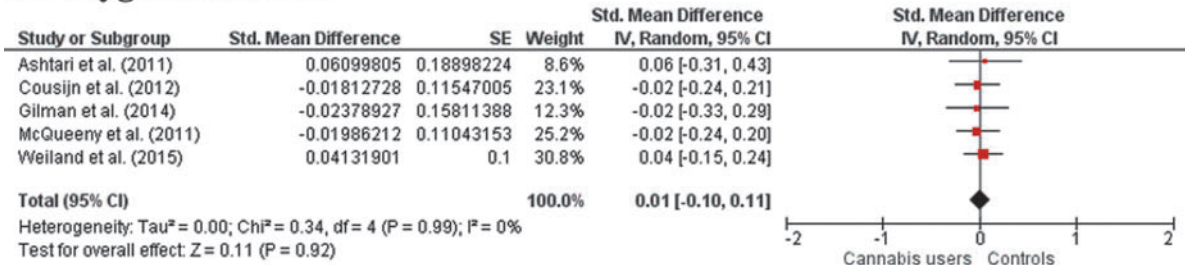 Std. Mean Difference Std. Mean Difference
Study or Subgroup Std. Mean Difference SE Weight IV, Random, 95% CI IV, Random, 95% CI
Ashtari et al. (2011) 0.06099805 0.18898224 8.6% 0.06 [-0.31, 0.43]
Cousijn et al. (2012) -0.01812728 0.11547005 23.1% -0.02 [-0.24, 0.21]
Gilman et al. (2014) -0.02378927 0.15811388 12.3% -0.02 [-0.33, 0.29]
McQueeny et al. (2011) -0.01986212 0.11043153 25.2% -0.02 [-0.24, 0.20]
Weiland et al. (2015) 0.04131901 0.1 30.8% 0.04 [-0.15, 0.24]
Total (95% CI) 100.0% 0.01 [-0.10, 0.11]
Heterogeneity: Tau² = 0.00; Chi² = 0.34, df = 4 (P = 0.99); I² = 0%
Test for overall effect: Z = 0.11 (P = 0.92)
-2 -1 0 1 2
Cannabis users Controls